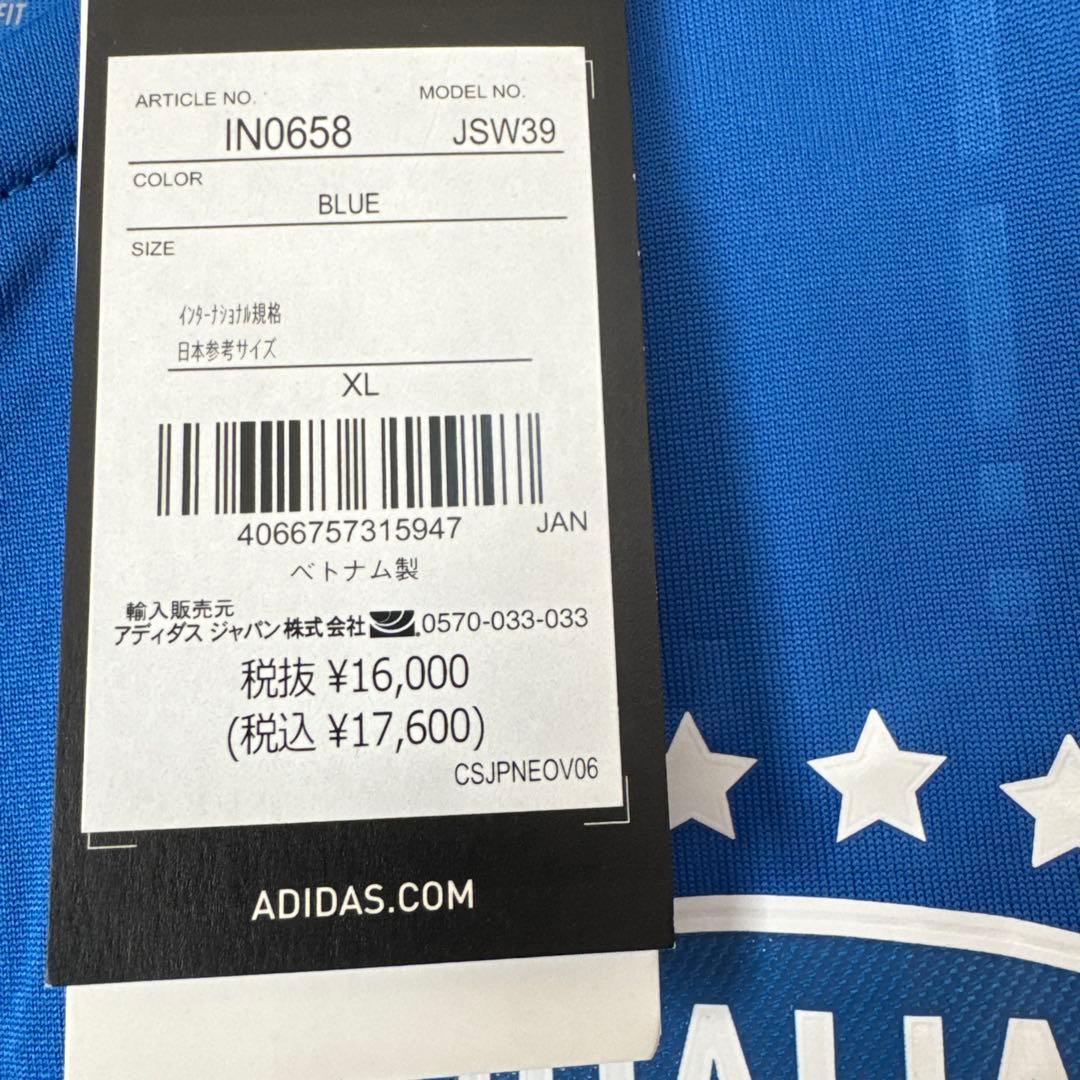 FIT
ARTICLE NO. MODEL NO.
IN0658 JSW39
COLOR
BLUE
SIZE
インターナショナル規格
日本参考サイズ
XL
4066757315947 JAN
ベトナム製
輸入販売元
アディダス ジャパン株式会社 0570-033-033
税抜 ¥16,000
(税込 ¥17,600)
CSJPNEOV06
ADIDAS.COM